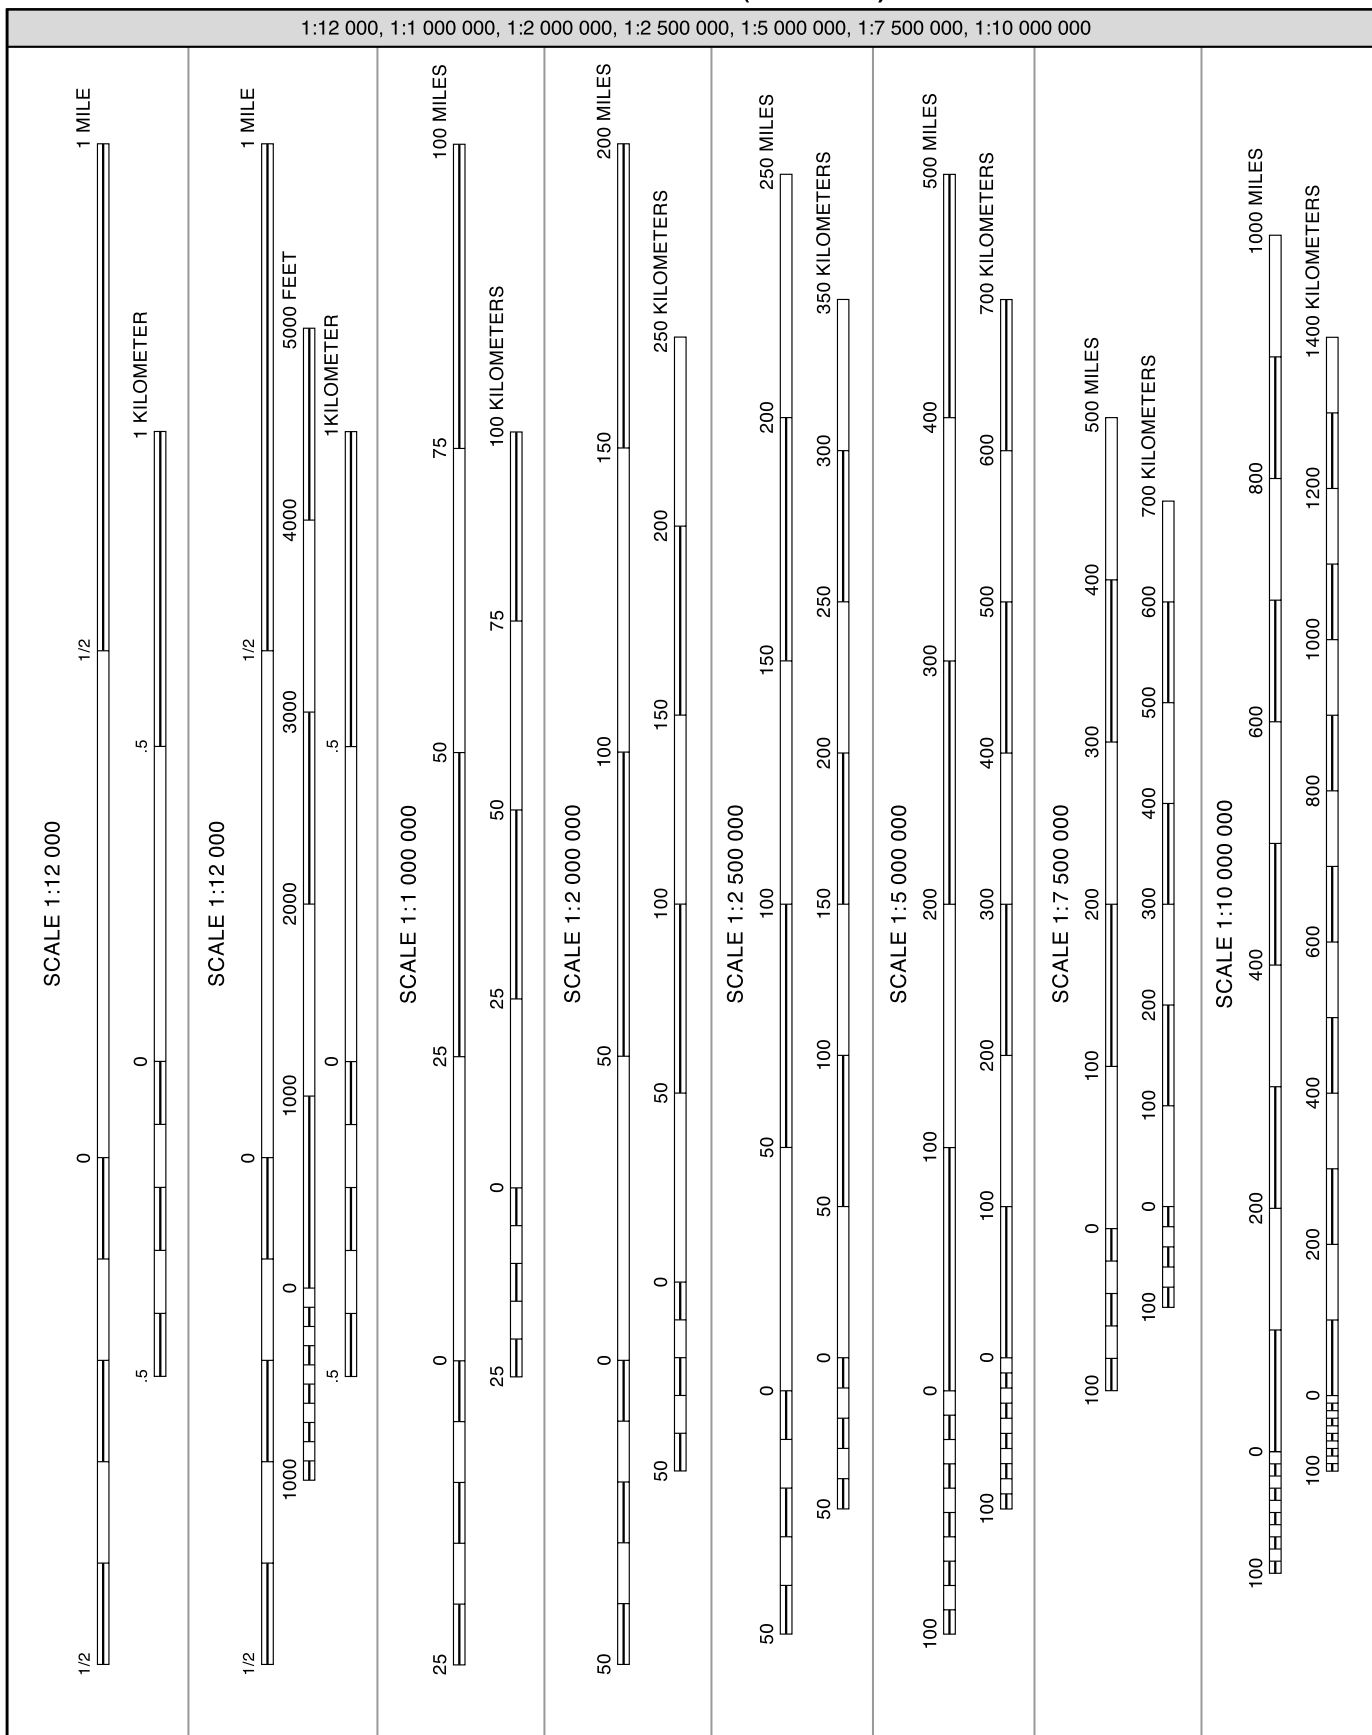 1:12 000, 1:1 000 000, 1:2 000 000, 1:2 500 000, 1:5 000 000, 1:7 500 000, 1:10 000 000
SCALE 1:12 000
1/2 0 1/2 1 MILE
.5 0 .5 1 KILOMETER
SCALE 1:12 000
1/2 0 1/2 1 MILE
1000 0 1000 2000 3000 4000 5000 FEET
.5 0 .5 1KILOMETER
SCALE 1:1 000 000
25 0 25 50 75 100 MILES
25 0 25 50 75 100 KILOMETERS
SCALE 1:2 000 000
50 0 50 100 150 200 MILES
50 0 50 100 150 200 250 KILOMETERS
SCALE 1:2 500 000
50 0 50 100 150 200 250 MILES
50 0 50 100 150 200 250 300 350 KILOMETERS
SCALE 1:5 000 000
100 0 100 200 300 400 500 MILES
100 0 100 200 300 400 500 600 700 KILOMETERS
SCALE 1:7 500 000
100 0 100 200 300 400 500 MILES
100 0 100 200 300 400 500 600 700 KILOMETERS
SCALE 1:10 000 000
100 0 200 400 600 800 1000 MILES
100 0 200 400 600 800 1000 1200 1400 KILOMETERS